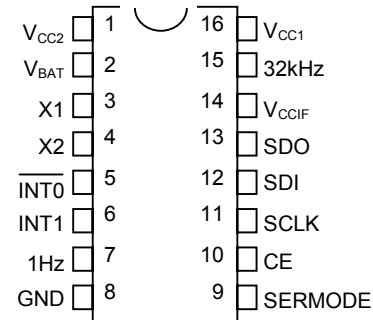 VCC2 1 16 VCC1
VBAT 2 15 32kHz
X1 3 14 VCCIF
X2 4 13 SDO
INT0 5 12 SDI
INT1 6 11 SCLK
1Hz 7 10 CE
GND 8 9 SERMODE